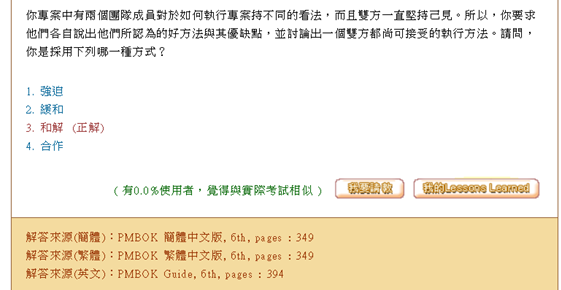 你專案中有兩個團隊成員對於如何執行專案持不同的看法，而且雙方一直堅持己見。所以，你要求
他們各自說出他們所認為的好方法與其優缺點，並討論出一個雙方都尚可接受的執行方法。請問，
你是採用下列哪一種方式？
1. 強迫
2. 緩和
3. 和解 (正解)
4. 合作
( 有0.0%使用者，覺得與實際考試相似 ) 我要請教 我的Lessons Learned
解答來源(簡體)：PMBOK 簡體中文版, 6th, pages : 349
解答來源(繁體)：PMBOK 繁體中文版, 6th, pages : 349
解答來源(英文)：PMBOK Guide, 6th, pages : 394